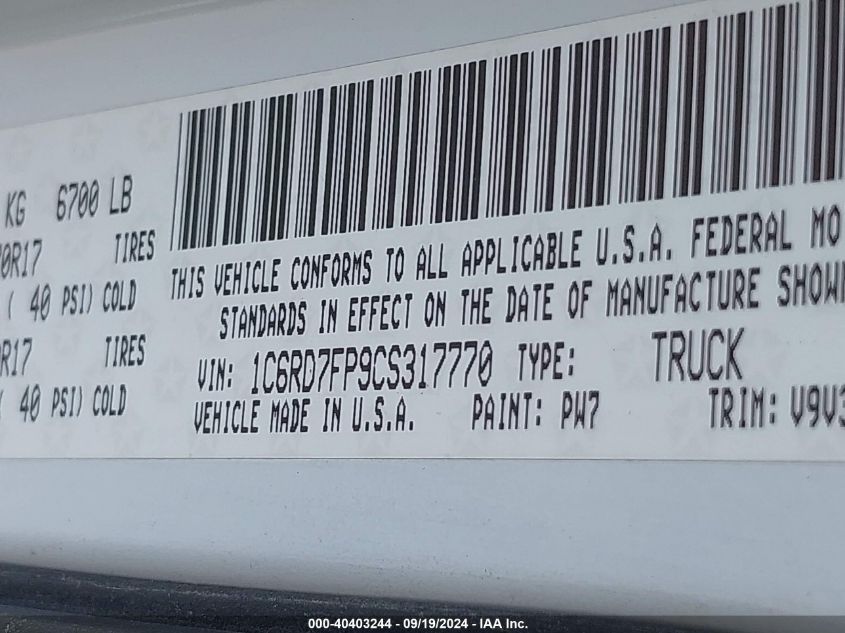 KG 6700 LB
0R17 TIRES
( 40 PSI) COLD
R17 TIRES
( 40 PSI) COLD
THIS VEHICLE CONFORMS TO ALL APPLICABLE U.S.A. FEDERAL MO
STANDARDS IN EFFECT ON THE DATE OF MANUFACTURE SHOW
VIN: 1C6RD7FP9CS317770 TYPE: TRUCK
VEHICLE MADE IN U.S.A. PAINT: PW7 TRIM: V9V3
000-40403244 - 09/19/2024 - IAA Inc.